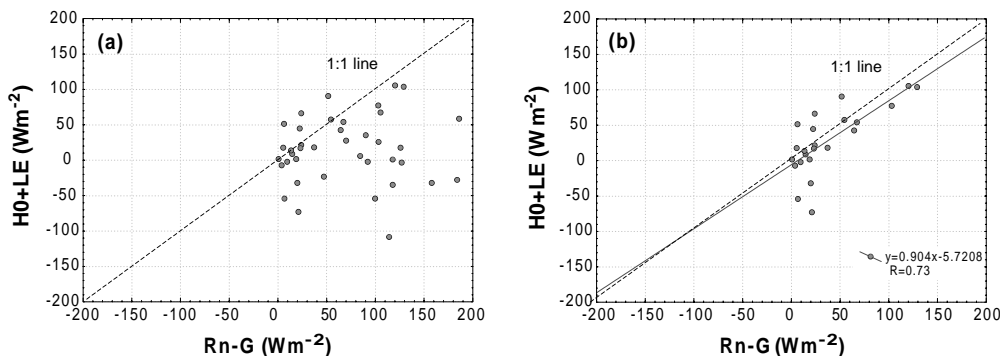 (a)
1:1 line
H0+LE (Wm⁻²)
200
150
100
50
0
-50
-100
-150
-200
-200 -150 -100 -50 0 50 100 150 200
Rn-G (Wm⁻²)
(b)
1:1 line
H0+LE (W m⁻²)
200
150
100
50
0
-50
-100
-150
-200
y=0.904x-5.7208
R=0.73
-200 -150 -100 -50 0 50 100 150 200
Rn-G (Wm⁻²)